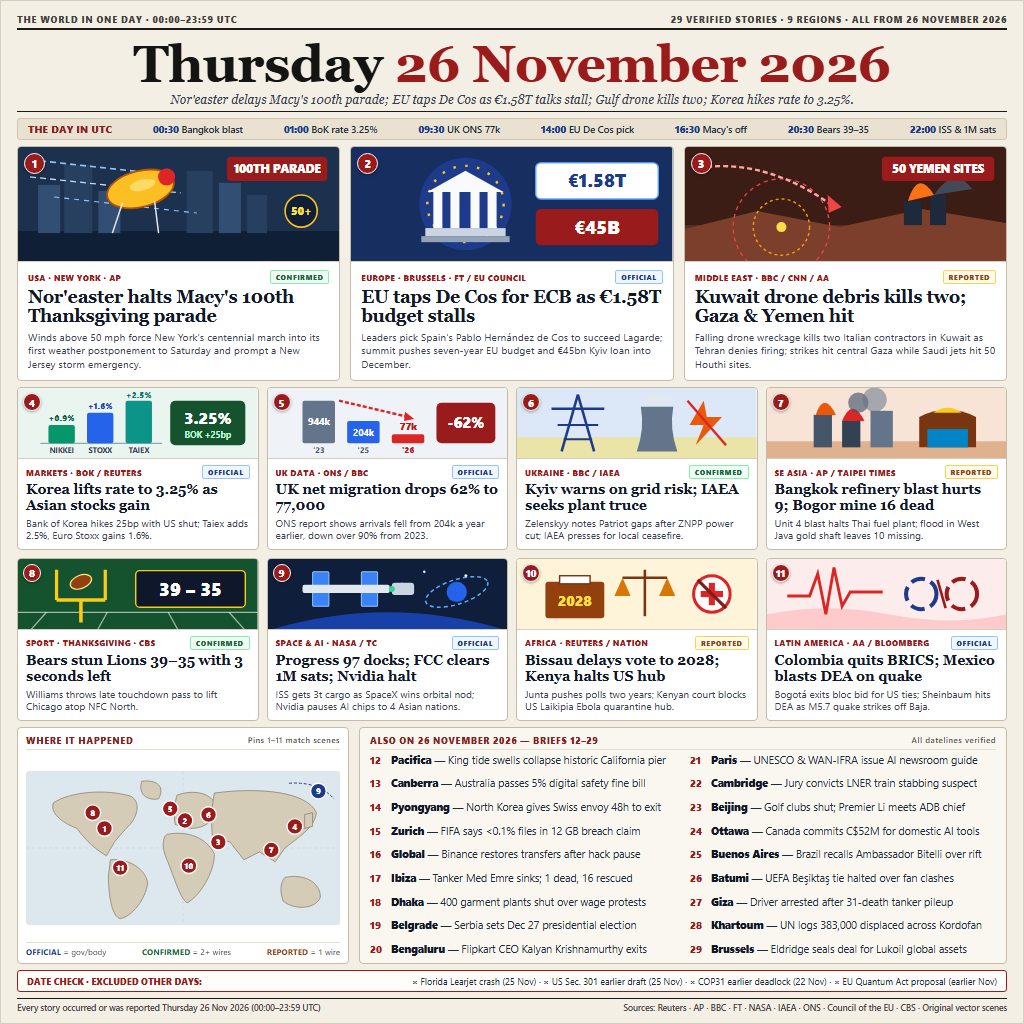 THE WORLD IN ONE DAY · 00:00–23:59 UTC
29 VERIFIED STORIES · 9 REGIONS · ALL FROM 26 NOVEMBER 2026
Thursday 26 November 2026
Nor'easter delays Macy's 100th parade; EU taps De Cos as €1.58T talks stall; Gulf drone kills two; Korea hikes rate to 3.25%.
THE DAY IN UTC
00:30 Bangkok blast
01:00 BoK rate 3.25%
09:30 UK ONS 77k
14:00 EU De Cos pick
16:30 Macy's off
20:30 Bears 39–35
22:00 ISS & 1M sats
1
100TH PARADE
50+
USA · NEW YORK · AP
CONFIRMED
Nor'easter halts Macy's 100th
Thanksgiving parade
Winds above 50 mph force New York's centennial march into its
first weather postponement to Saturday and prompt a New
Jersey storm emergency.
2
€1.58T
€45B
EUROPE · BRUSSELS · FT / EU COUNCIL
OFFICIAL
EU taps De Cos for ECB as €1.58T
budget stalls
Leaders pick Spain's Pablo Hernández de Cos to succeed Lagarde;
summit pushes seven-year EU budget and €45bn Kyiv loan into
December.
3
50 YEMEN SITES
MIDDLE EAST · BBC / CNN / AA
REPORTED
Kuwait drone debris kills two;
Gaza & Yemen hit
Falling drone wreckage kills two Italian contractors in Kuwait as
Tehran denies firing; strikes hit central Gaza while Saudi jets hit 50
Houthi sites.
4
+0.9%
+1.6%
+2.5%
NIKKEI
STOXX
TAIEX
3.25%
BOK +25bp
MARKETS · BOK / REUTERS
OFFICIAL
Korea lifts rate to 3.25% as
Asian stocks gain
Bank of Korea hikes 25bp with US shut; Taiex adds
2.5%, Euro Stoxx gains 1.6%.
5
944k
204k
77k
'23
'25
'26
-62%
UK DATA · ONS / BBC
OFFICIAL
UK net migration drops 62% to
77,000
ONS report shows arrivals fell from 204k a year
earlier, down over 90% from 2023.
6
UKRAINE · BBC / IAEA
CONFIRMED
Kyiv warns on grid risk; IAEA
seeks plant truce
Zelenskyy notes Patriot gaps after ZNPP power
cut; IAEA presses for local ceasefire.
7
SE ASIA · AP / TAIPEI TIMES
REPORTED
Bangkok refinery blast hurts
9; Bogor mine 16 dead
Unit 4 blast halts Thai fuel plant; flood in West
Java gold shaft leaves 10 missing.
8
39 – 35
SPORT · THANKSGIVING · CBS
CONFIRMED
Bears stun Lions 39–35 with 3
seconds left
Williams throws late touchdown pass to lift
Chicago atop NFC North.
9
SPACE & AI · NASA / TC
OFFICIAL
Progress 97 docks; FCC clears
1M sats; Nvidia halt
ISS gets 3t cargo as SpaceX wins orbital nod;
Nvidia pauses AI chips to 4 Asian nations.
10
2028
AFRICA · REUTERS / NATION
REPORTED
Bissau delays vote to 2028;
Kenya halts US hub
Junta pushes polls two years; Kenyan court blocks
US Laikipia Ebola quarantine hub.
11
LATIN AMERICA · AA / BLOOMBERG
OFFICIAL
Colombia quits BRICS; Mexico
blasts DEA on quake
Bogotá exits bloc bid for US ties; Sheinbaum hits
DEA as M5.7 quake strikes off Baja.
WHERE IT HAPPENED
Pins 1–11 match scenes
9
8
1
5
2
6
3
4
7
10
11
OFFICIAL = gov/body
CONFIRMED = 2+ wires
REPORTED = 1 wire
ALSO ON 26 NOVEMBER 2026 — BRIEFS 12–29
All datelines verified
12 Pacifica — King tide swells collapse historic California pier
13 Canberra — Australia passes 5% digital safety fine bill
14 Pyongyang — North Korea gives Swiss envoy 48h to exit
15 Zurich — FIFA says <0.1% files in 12 GB breach claim
16 Global — Binance restores transfers after hack pause
17 Ibiza — Tanker Med Emre sinks; 1 dead, 16 rescued
18 Dhaka — 400 garment plants shut over wage protests
19 Belgrade — Serbia sets Dec 27 presidential election
20 Bengaluru — Flipkart CEO Kalyan Krishnamurthy exits
21 Paris — UNESCO & WAN-IFRA issue AI newsroom guide
22 Cambridge — Jury convicts LNER train stabbing suspect
23 Beijing — Golf clubs shut; Premier Li meets ADB chief
24 Ottawa — Canada commits C$52M for domestic AI tools
25 Buenos Aires — Brazil recalls Ambassador Bitelli over rift
26 Batumi — UEFA Beşiktaş tie halted over fan clashes
27 Giza — Driver arrested after 31-death tanker pileup
28 Khartoum — UN logs 383,000 displaced across Kordofan
29 Brussels — Eldridge seals deal for Lukoil global assets
DATE CHECK · EXCLUDED OTHER DAYS:
× Florida Learjet crash (25 Nov) · × US Sec. 301 earlier draft (25 Nov) · × COP31 earlier deadlock (22 Nov) · × EU Quantum Act proposal (earlier Nov)
Every story occurred or was reported Thursday 26 Nov 2026 (00:00–23:59 UTC)
Sources: Reuters · AP · BBC · FT · NASA · IAEA · ONS · Council of the EU · CBS · Original vector scenes